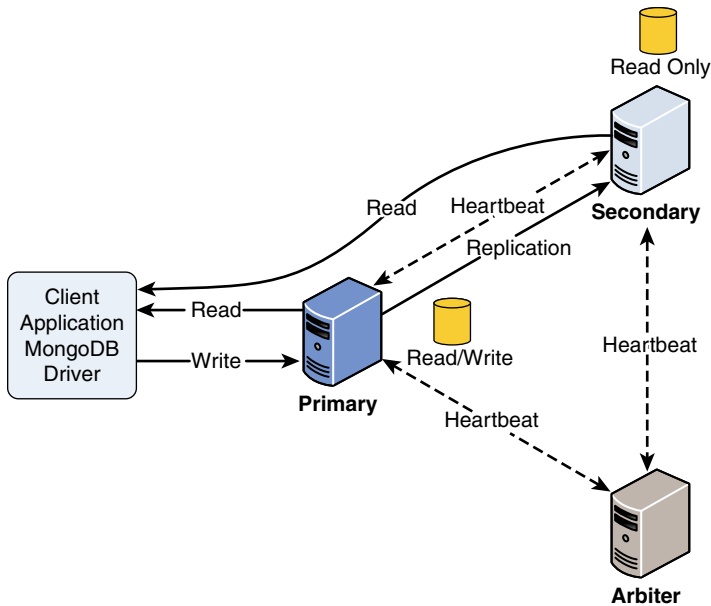 Read Only
Secondary
Read
Heartbeat
Replication
Client
Application
MongoDB
Driver
Read
Write
Read/Write
Primary
Heartbeat
Heartbeat
Arbiter